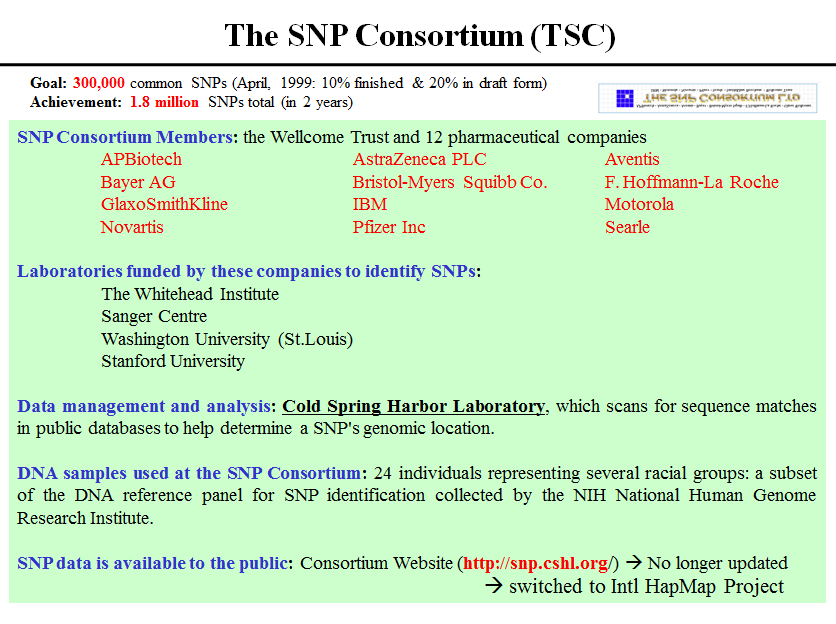 The SNP Consortium (TSC)
Goal: 300,000 common SNPs (April, 1999: 10% finished & 20% in draft form)
Achievement: 1.8 million SNPs total (in 2 years)
THE SNP CONSORTIUM LTD
SNP Consortium Members: the Wellcome Trust and 12 pharmaceutical companies
APBiotech AstraZeneca PLC Aventis
Bayer AG Bristol-Myers Squibb Co. F. Hoffmann-La Roche
GlaxoSmithKline IBM Motorola
Novartis Pfizer Inc Searle
Laboratories funded by these companies to identify SNPs:
The Whitehead Institute
Sanger Centre
Washington University (St.Louis)
Stanford University
Data management and analysis: Cold Spring Harbor Laboratory, which scans for sequence matches
in public databases to help determine a SNP's genomic location.
DNA samples used at the SNP Consortium: 24 individuals representing several racial groups: a subset
of the DNA reference panel for SNP identification collected by the NIH National Human Genome
Research Institute.
SNP data is available to the public: Consortium Website (http://snp.cshl.org/) → No longer updated
→ switched to Intl HapMap Project